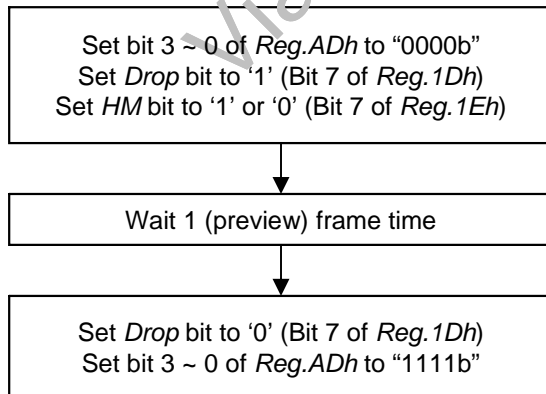 Set bit 3 ~ 0 of Reg.ADh to “0000b”
Set Drop bit to ‘1’ (Bit 7 of Reg.1Dh)
Set HM bit to ‘1’ or ‘0’ (Bit 7 of Reg.1Eh)
Wait 1 (preview) frame time
Set Drop bit to ‘0’ (Bit 7 of Reg.1Dh)
Set bit 3 ~ 0 of Reg.ADh to “1111b”